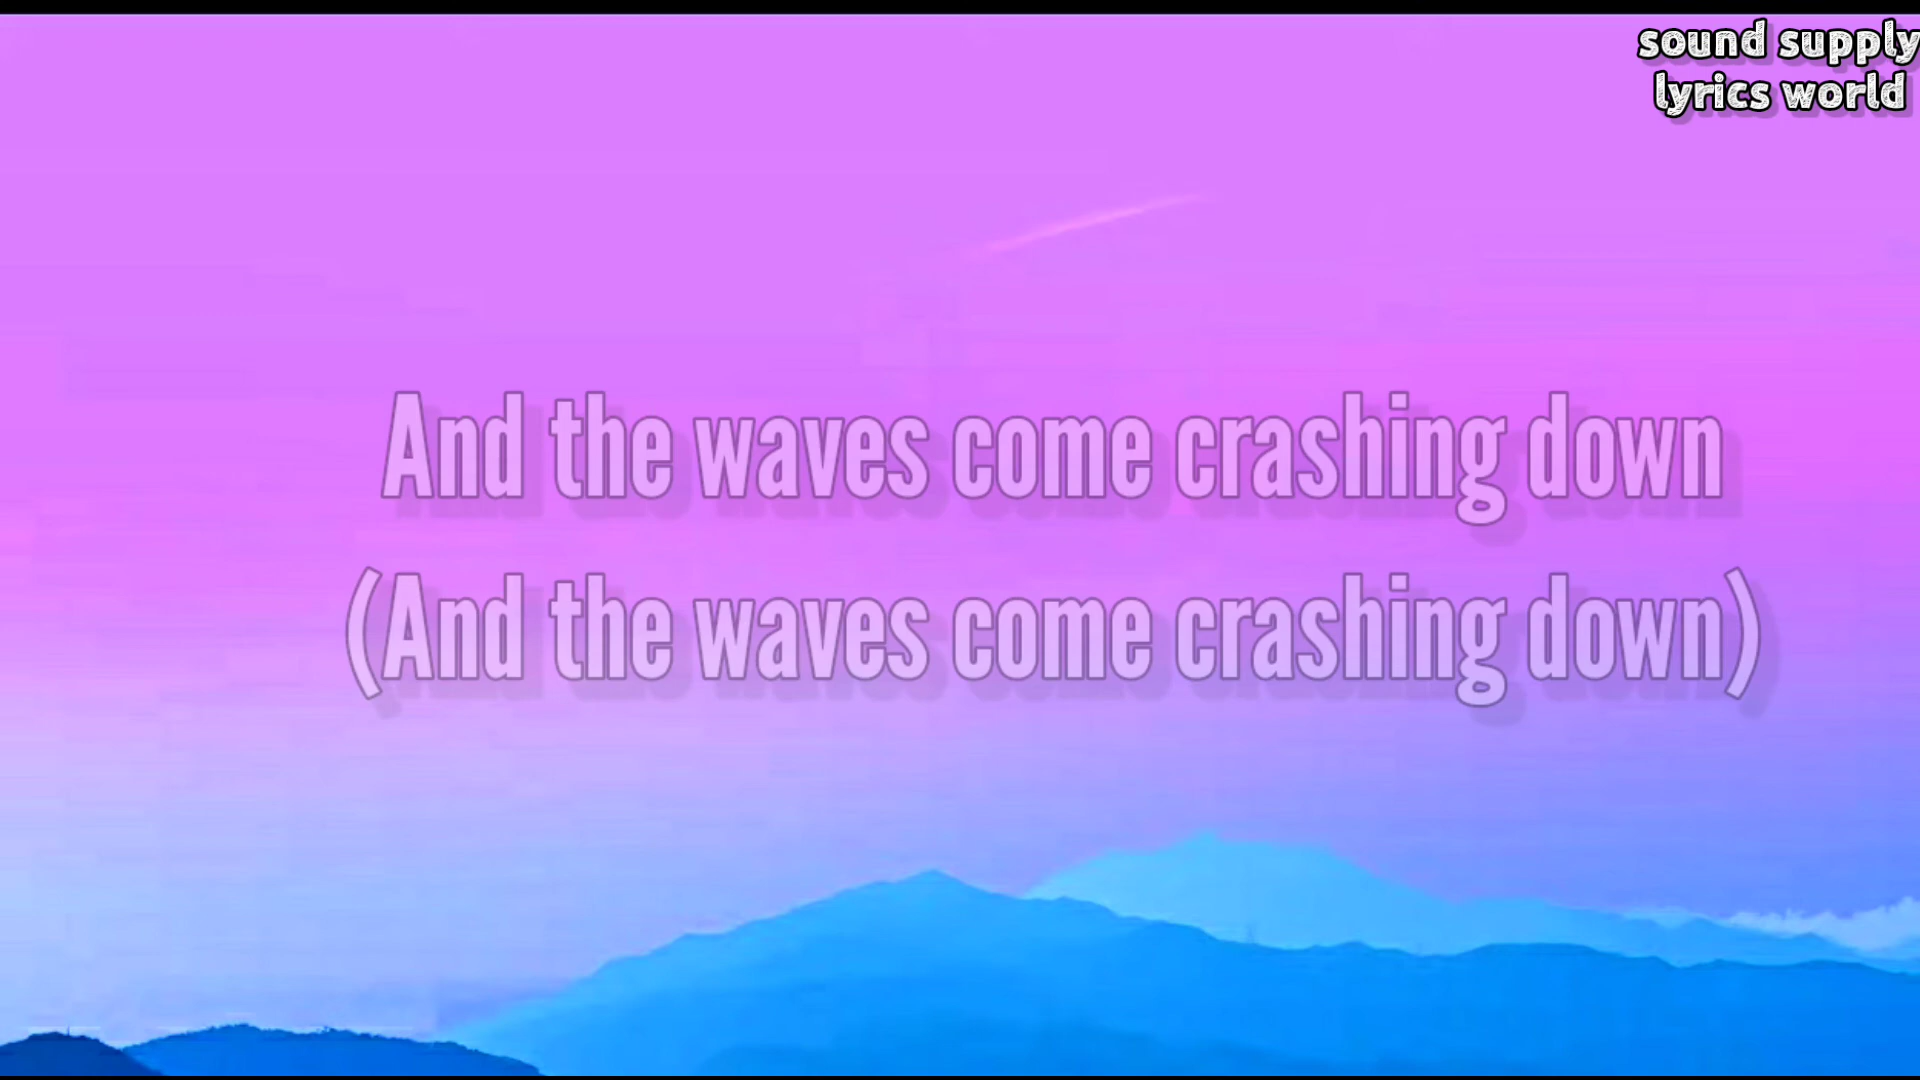 sound supply
lyrics world
And the waves come crashing down
(And the waves come crashing down)